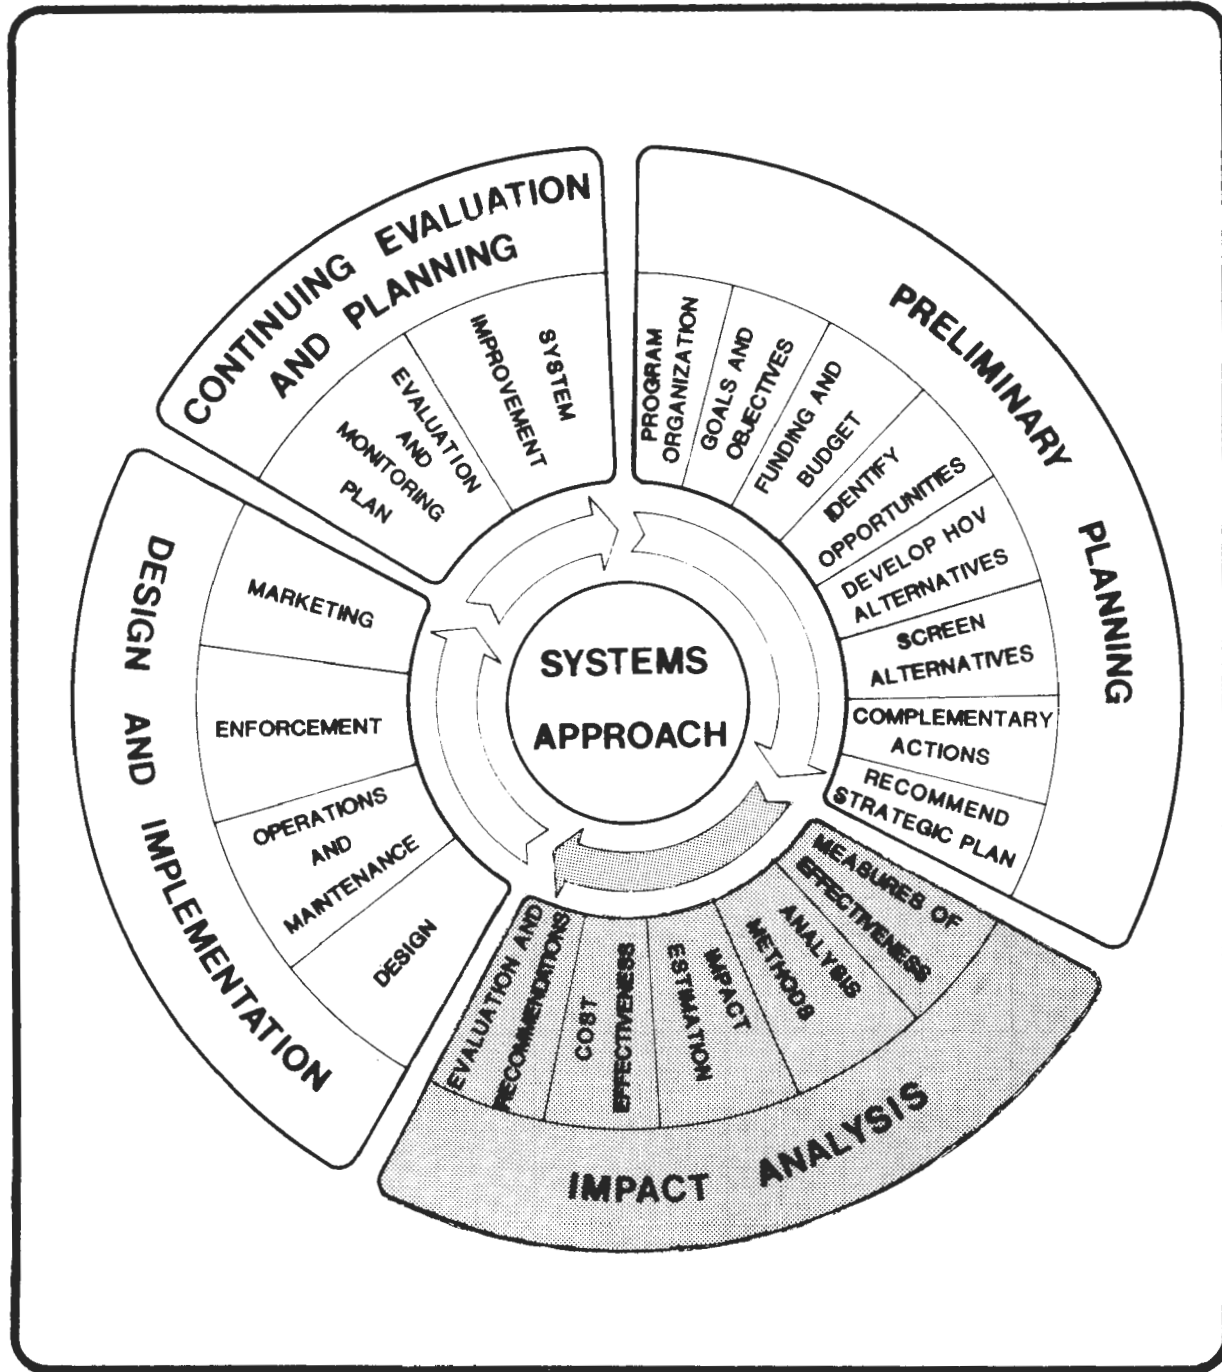 SYSTEMS
APPROACH
PRELIMINARY PLANNING
PROGRAM
ORGANIZATION
GOALS AND
OBJECTIVES
FUNDING AND
BUDGET
IDENTIFY
OPPORTUNITIES
DEVELOP HOV
ALTERNATIVES
SCREEN
ALTERNATIVES
COMPLEMENTARY
ACTIONS
RECOMMEND
STRATEGIC PLAN
IMPACT ANALYSIS
MEASURES OF
EFFECTIVENESS
ANALYSIS
METHODS
IMPACT
ESTIMATION
COST
EFFECTIVENESS
EVALUATION AND
RECOMMENDATIONS
DESIGN AND IMPLEMENTATION
DESIGN
OPERATIONS
AND
MAINTENANCE
ENFORCEMENT
MARKETING
CONTINUING EVALUATION
AND PLANNING
EVALUATION
AND
MONITORING
PLAN
SYSTEM
IMPROVEMENT